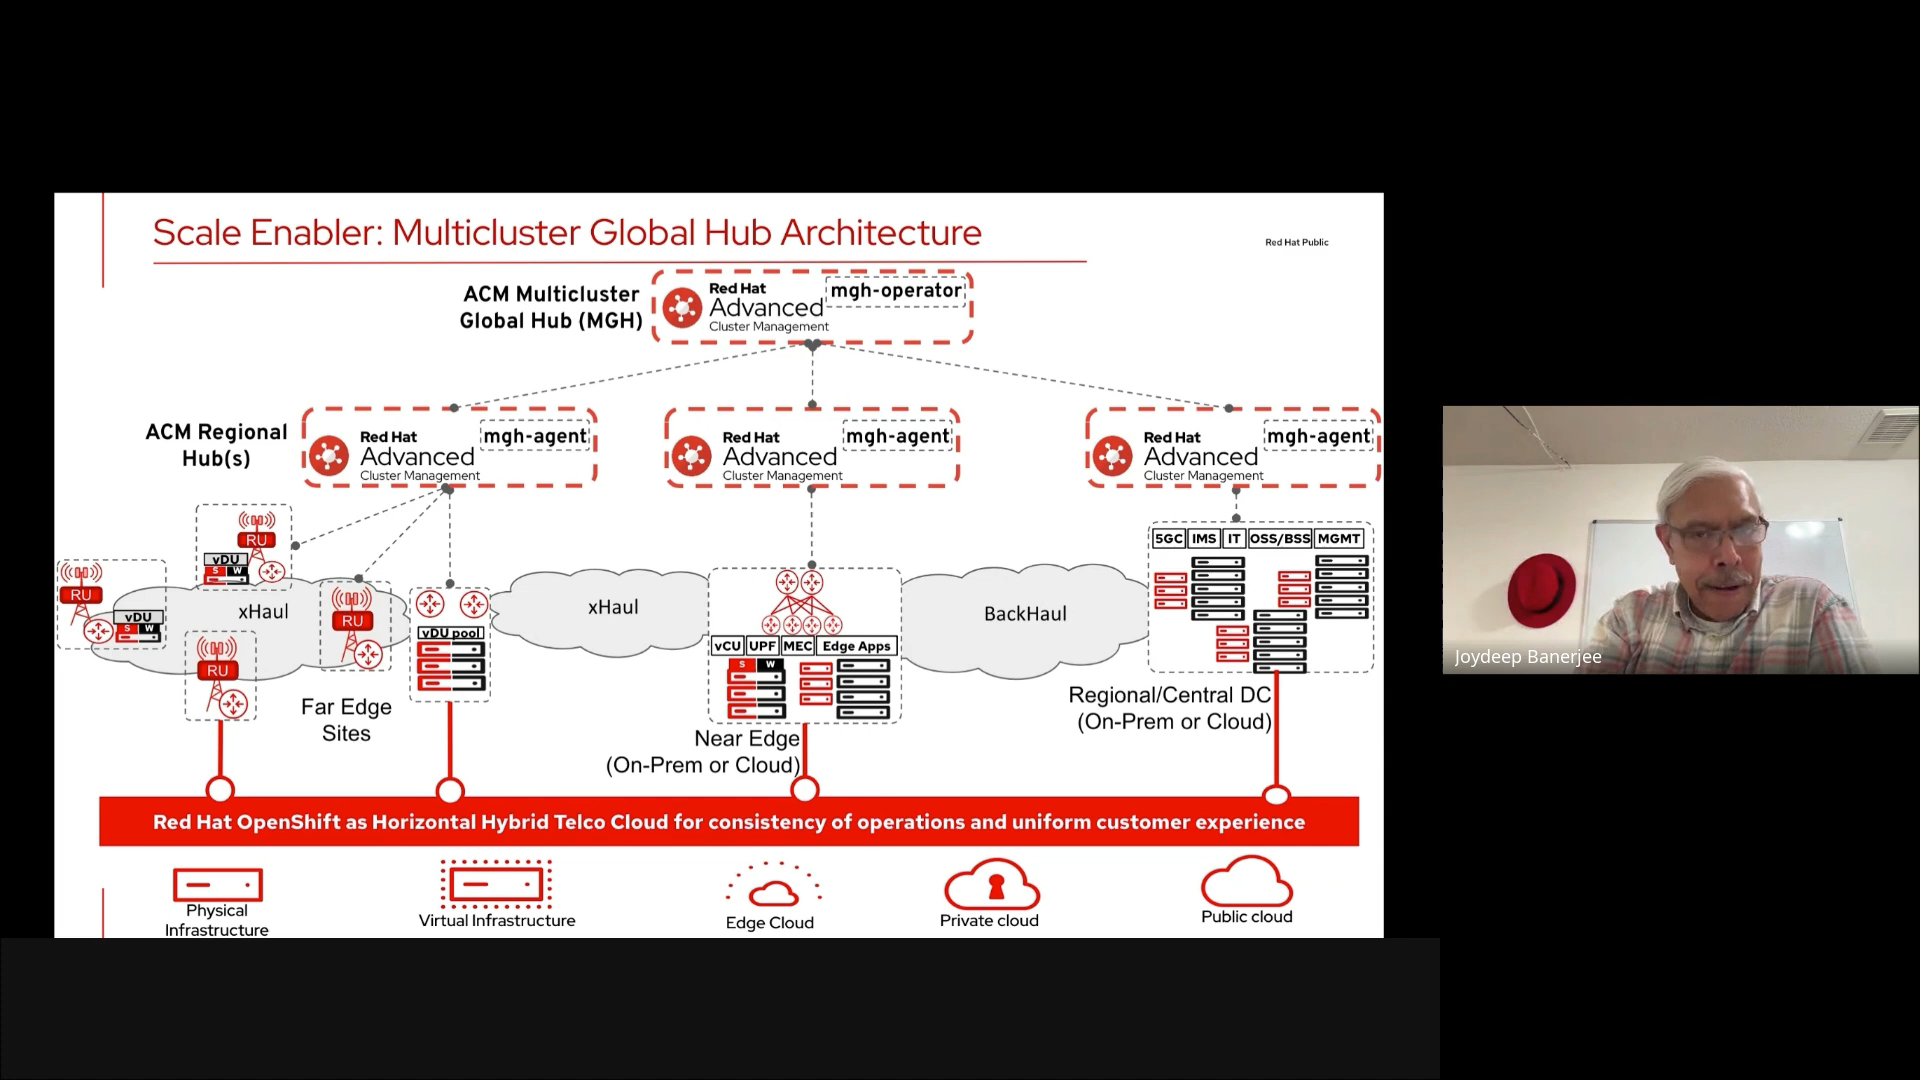 Scale Enabler: Multicluster Global Hub Architecture
Red Hat Public
ACM Multicluster
Global Hub (MGH)
Red Hat
Advanced
Cluster Management
mgh-operator
ACM Regional
Hub(s)
Red Hat
Advanced
Cluster Management
mgh-agent
Red Hat
Advanced
Cluster Management
mgh-agent
Red Hat
Advanced
Cluster Management
mgh-agent
RU
vDU
S W
RU
vDU
S W
xHaul
RU
RU
vDU pool
Far Edge
Sites
xHaul
vCU UPF MEC Edge Apps
S W
Near Edge
(On-Prem or Cloud)
BackHaul
5GC IMS IT OSS/BSS MGMT
Regional/Central DC
(On-Prem or Cloud)
Red Hat OpenShift as Horizontal Hybrid Telco Cloud for consistency of operations and uniform customer experience
Physical
Infrastructure
Virtual Infrastructure
Edge Cloud
Private cloud
Public cloud
Joydeep Banerjee